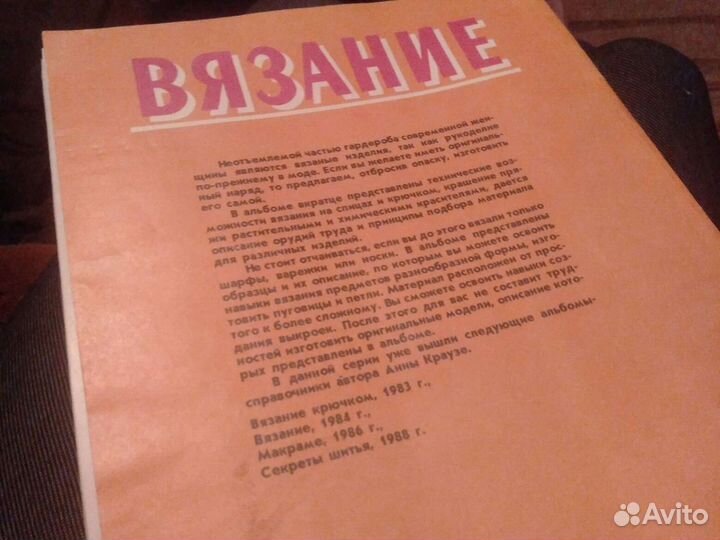 ВЯЗАНИЕ
Неотъемлемой частью гардероба современной жен-
щины являются вязаные изделия, так как рукоделие
по-прежнему в моде. Если вы желаете иметь оригиналь-
ный наряд, то предлагаем, отбросив опаску, изготовить
его самой.
В альбоме вкратце представлены технические воз-
можности вязания на спицах и крючком, крашение пря-
жи растительными и химическими красителями, дается
описание орудий труда и принципы подбора материала
для различных изделий.
Не стоит отчаиваться, если вы до этого вязали только
шарфы, варежки или носки. В альбоме представлены
образцы и их описание, по которым вы можете освоить
навыки вязания предметов разнообразной формы, изго-
товить пуговицы и петли. Материал расположен от прос-
того к более сложному. Вы сможете освоить навыки соз-
дания выкроек. После этого для вас не составит труд-
ностей изготовить оригинальные модели, описание кото-
рых представлены в альбоме.
В данной серии уже вышли следующие альбомы-
справочники автора Анны Краузе.
Вязание крючком, 1983 г.,
Вязание, 1984 г.,
Макраме, 1986 г.,
Секреты шитья, 1988 г.
Avito